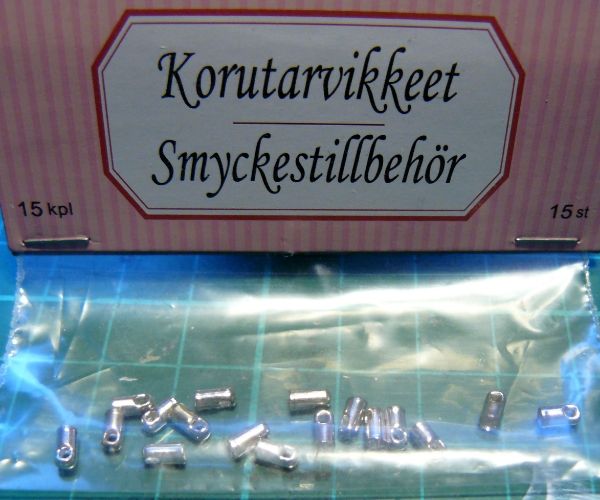 Korutarvikkeet
Smyckestillbehör
15 kpl
15 st